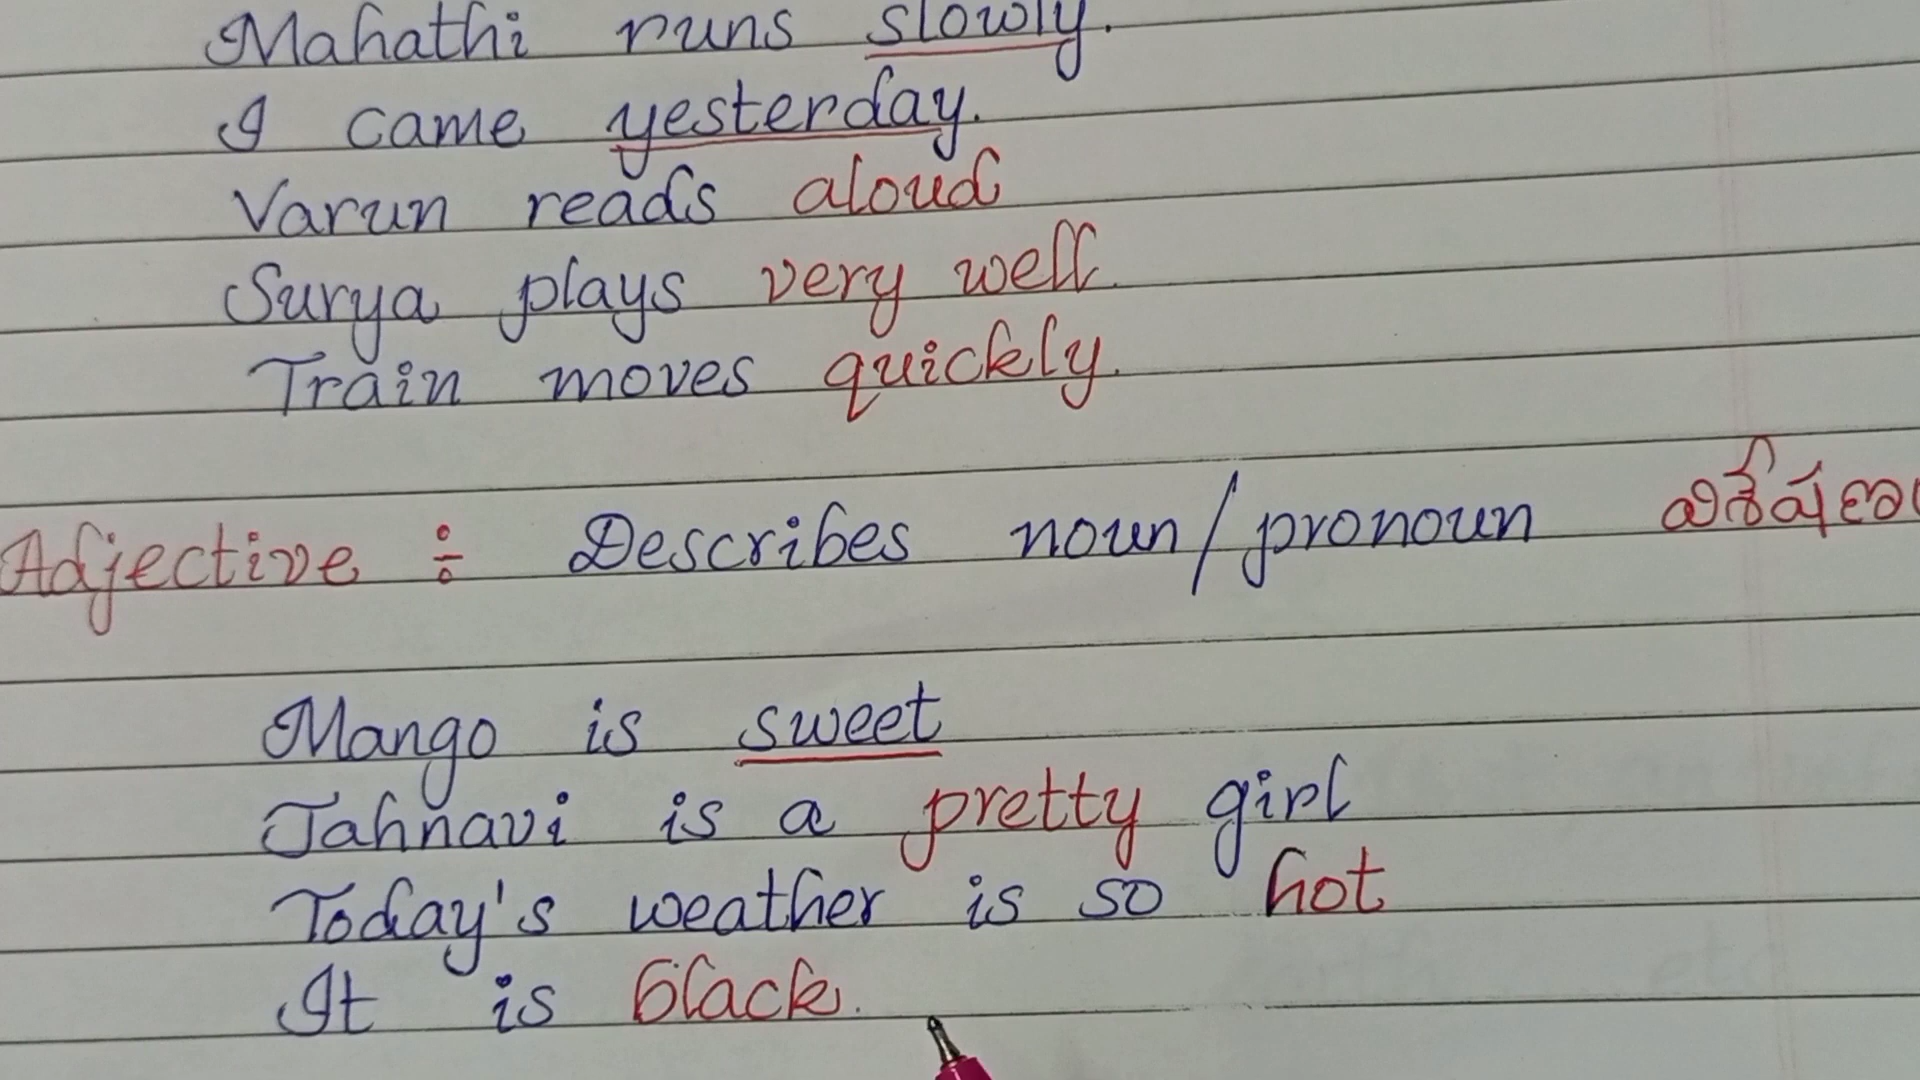 Mahathi runs slowly.
I came yesterday.
Varun reads aloud
Surya plays very well.
Train moves quickly.
Adjective ÷ Describes noun/pronoun
Mango is sweet
Jahnavi is a pretty girl
Today's weather is so hot
It is black.